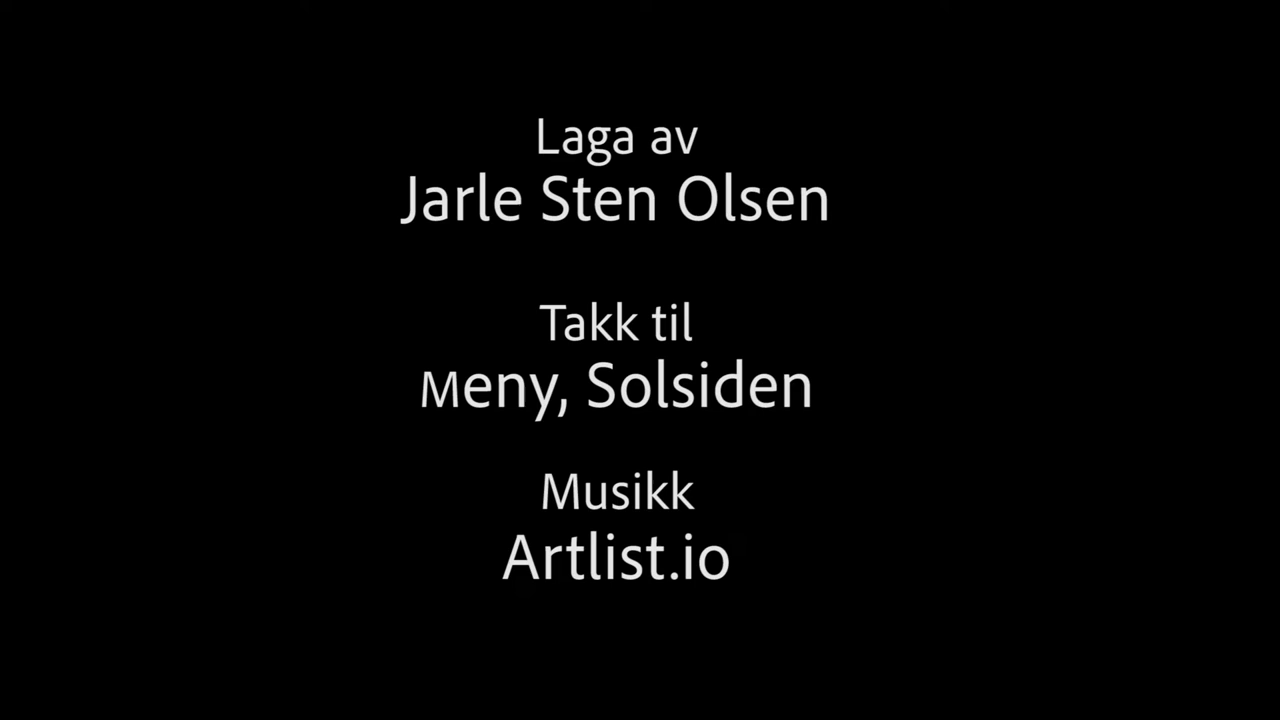 Laga av
Jarle Sten Olsen
Takk til
Meny, Solsiden
Musikk
Artlist.io